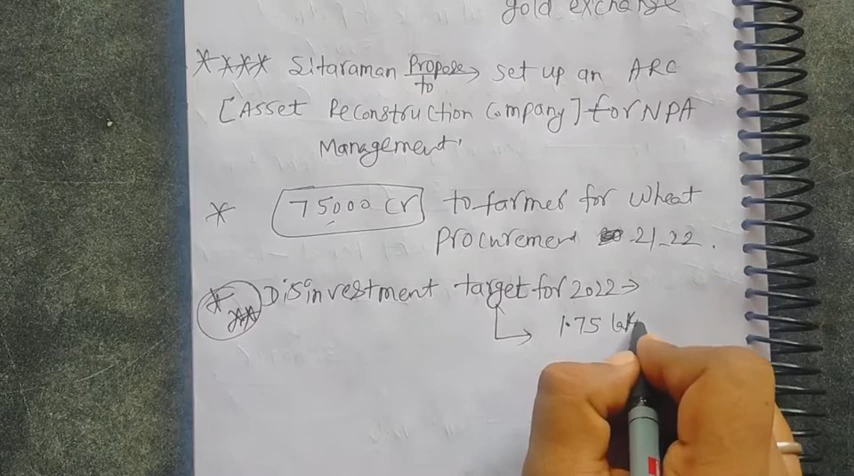 gold exchange
**** Sitaraman Propose to → set up an ARC
[Asset Reconstruction Company] for NPA
Management.
* 75000 cr to farmer for wheat
Procurement 21-22.
*** Disinvestment target for 2022 →
→ 1.75 lak